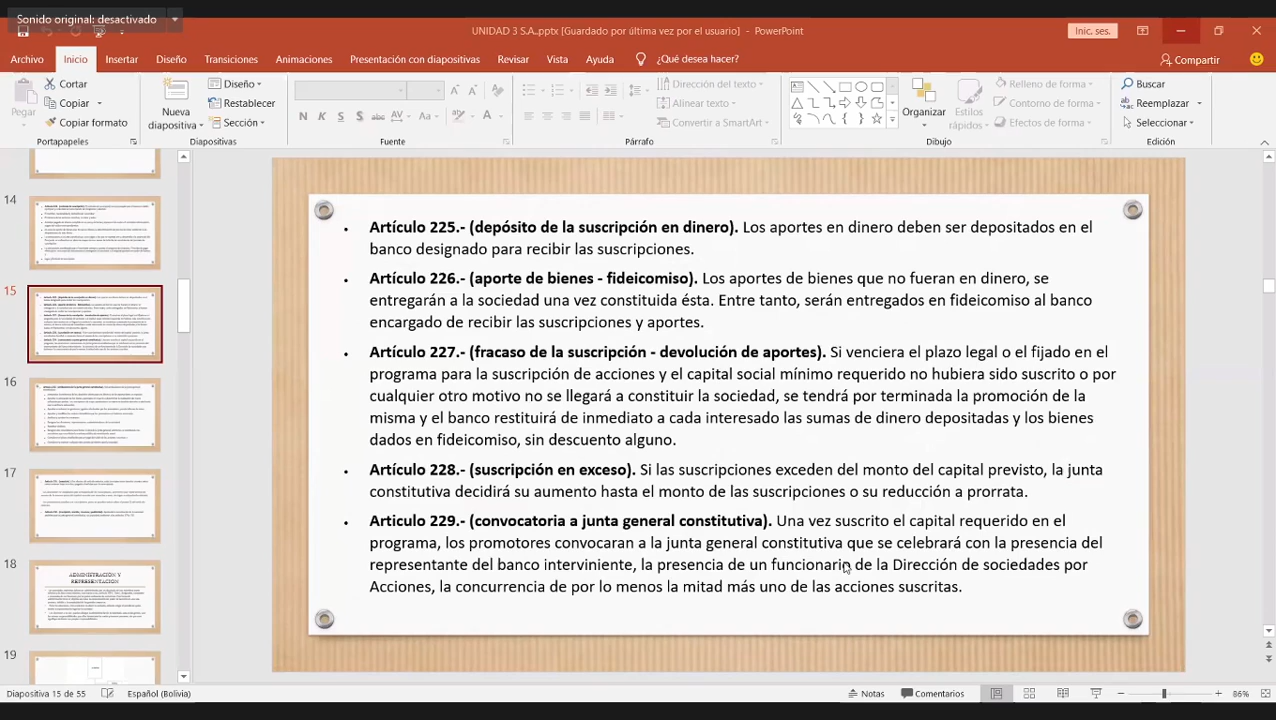 Sonido original: desactivado
UNIDAD 3 S.A..pptx [Guardado por última vez por el usuario] - PowerPoint
Inic. ses.
Archivo Inicio Insertar Diseño Transiciones Animaciones Presentación con diapositivas Revisar Vista Ayuda ¿Qué desea hacer? Compartir
Pegar
Cortar
Copiar
Copiar formato
Portapapeles
Nueva diapositiva
Diseño
Restablecer
Sección
Diapositivas
N K S S abc AV Aa A
Fuente
Dirección del texto
Alinear texto
Convertir a SmartArt
Párrafo
Organizar
Estilos rápidos
Relleno de forma
Contorno de forma
Efectos de forma
Dibujo
Buscar
Reemplazar
Seleccionar
Edición
14
15
16
17
18
ADMINISTRACIÓN Y
REPRESENTACIÓN
19
• Artículo 225.- (depósito de la suscripción en dinero). Los aportes en dinero deben ser depositados en el
banco designado para recibir las suscripciones.
• Artículo 226.- (aporte de bienes - fideicomiso). Los aportes de bienes que no fueran en dinero, se
entregarán a la sociedad una vez constituida ésta. Entre tanto, serán entregados en fideicomiso al banco
encargado de recibir las suscripciones y aportes.
• Artículo 227.- (fracaso de la suscripción - devolución de aportes). Si venciera el plazo legal o el fijado en el
programa para la suscripción de acciones y el capital social mínimo requerido no hubiera sido suscrito o por
cualquier otro motivo no se llegará a constituir la sociedad, se tendrá por terminada la promoción de la
misma y el banco restituirá de inmediato a cada interesado las sumas de dinero depositadas y los bienes
dados en fideicomiso, sin descuento alguno.
• Artículo 228.- (suscripción en exceso). Si las suscripciones exceden del monto del capital previsto, la junta
constitutiva decidirá su aumento hasta el monto de las suscripciones o su reducción a prorrata.
• Articulo 229.- (convocatoria a junta general constitutiva). Una vez suscrito el capital requerido en el
programa, los promotores convocaran a la junta general constitutiva que se celebrará con la presencia del
representante del banco interviniente, la presencia de un funcionario de la Dirección de sociedades por
Acciones, la concurrencia de por lo menos la mitad más una de las acciones suscritas.
Diapositiva 15 de 55 Español (Bolivia) Notas Comentarios 86%